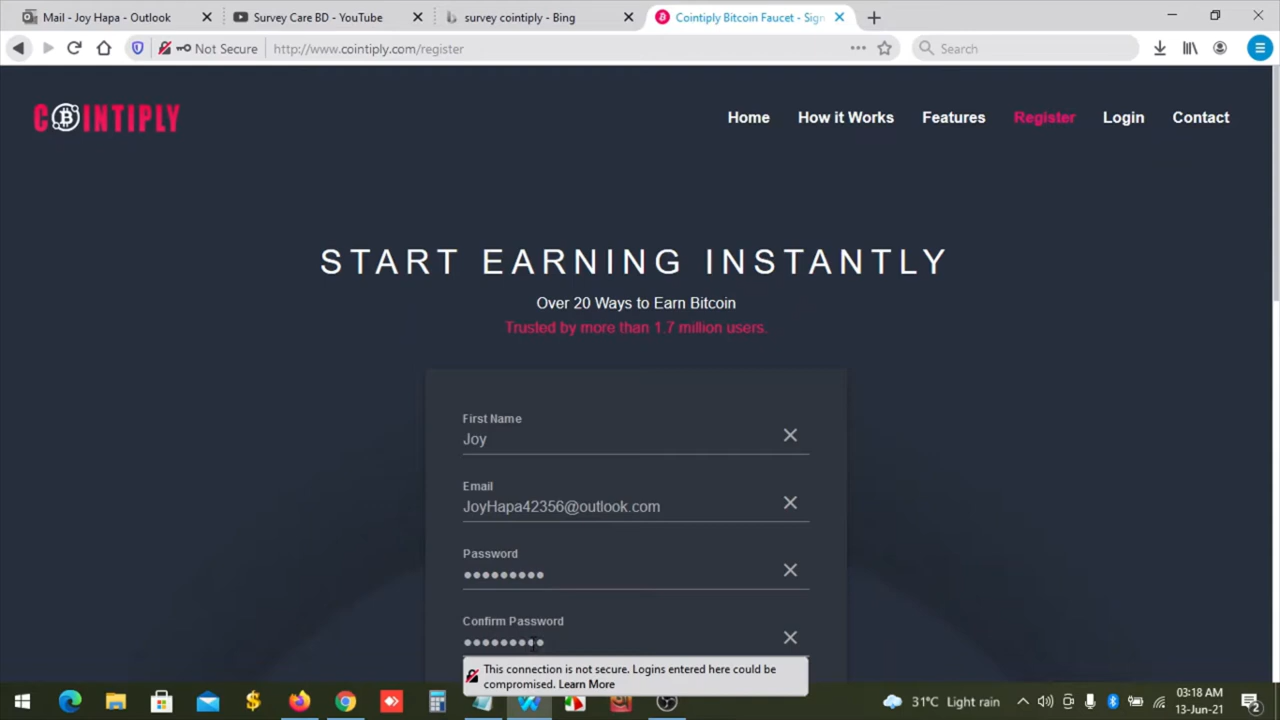 Mail - Joy Hapa - Outlook
Survey Care BD - YouTube
survey cointiply - Bing
Cointiply Bitcoin Faucet - Sign
Not Secure
http://www.cointiply.com/register
Search
COINTIPLY
Home
How it Works
Features
Register
Login
Contact
START EARNING INSTANTLY
Over 20 Ways to Earn Bitcoin
Trusted by more than 1.7 million users.
First Name
Joy
Email
JoyHapa42356@outlook.com
Password
Confirm Password
This connection is not secure. Logins entered here could be
compromised. Learn More
31°C Light rain
03:18 AM
13-Jun-21
2